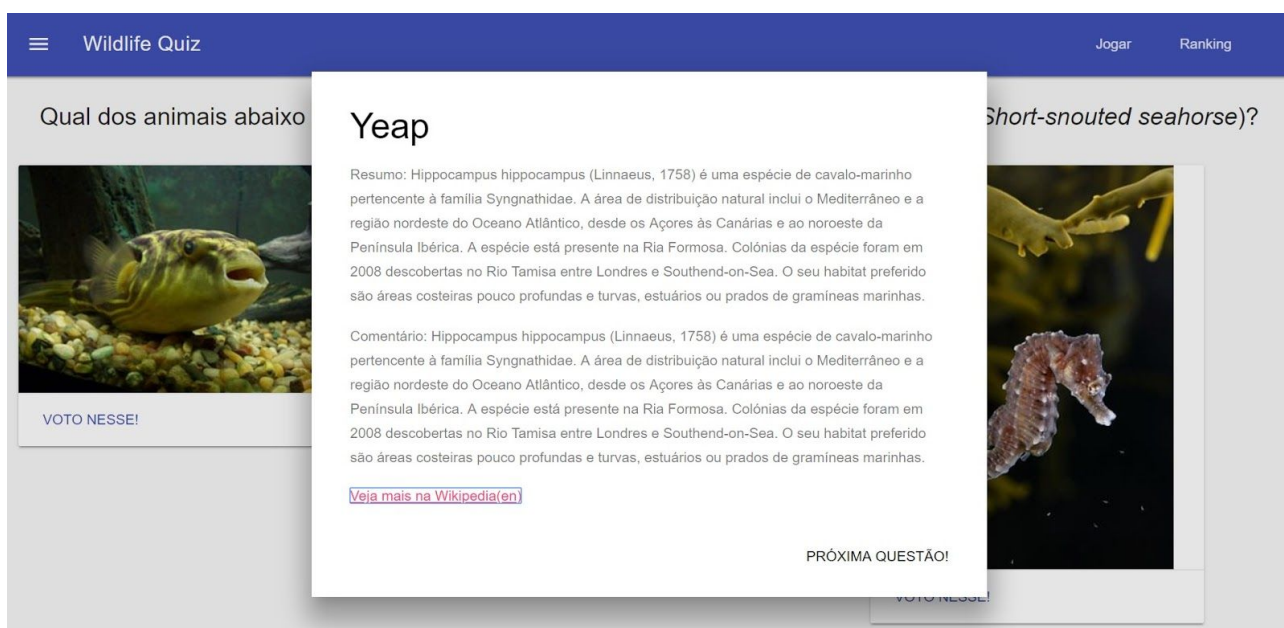 Wildlife Quiz
Jogar
Ranking
Qual dos animais abaixo
Short-snouted seahorse)?
Yeap
Resumo: Hippocampus hippocampus (Linnaeus, 1758) é uma espécie de cavalo-marinho
pertencente à família Syngnathidae. A área de distribuição natural inclui o Mediterrâneo e a
região nordeste do Oceano Atlântico, desde os Açores às Canárias e ao noroeste da
Península Ibérica. A espécie está presente na Ria Formosa. Colónias da espécie foram em
2008 descobertas no Rio Tamisa entre Londres e Southend-on-Sea. O seu habitat preferido
são áreas costeiras pouco profundas e turvas, estuários ou prados de gramíneas marinhas.
Comentário: Hippocampus hippocampus (Linnaeus, 1758) é uma espécie de cavalo-marinho
pertencente à família Syngnathidae. A área de distribuição natural inclui o Mediterrâneo e a
região nordeste do Oceano Atlântico, desde os Açores às Canárias e ao noroeste da
Península Ibérica. A espécie está presente na Ria Formosa. Colónias da espécie foram em
2008 descobertas no Rio Tamisa entre Londres e Southend-on-Sea. O seu habitat preferido
são áreas costeiras pouco profundas e turvas, estuários ou prados de gramíneas marinhas.
Veja mais na Wikipedia(en)
PRÓXIMA QUESTÃO!
VOTO NESSE!
VOTO NESSE!